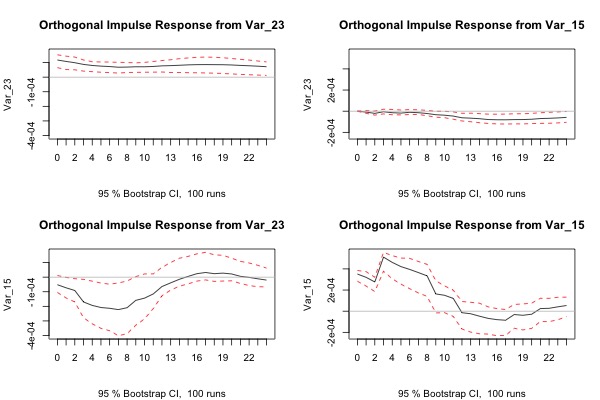 Orthogonal Impulse Response from Var_23
Var_23
-4e-04 -1e-04
0 2 4 6 8 10 13 16 19 22
95 % Bootstrap CI, 100 runs
Orthogonal Impulse Response from Var_15
Var_23
-2e-04 2e-04
0 2 4 6 8 10 13 16 19 22
95 % Bootstrap CI, 100 runs
Orthogonal Impulse Response from Var_23
Var_15
-4e-04 -1e-04
0 2 4 6 8 10 13 16 19 22
95 % Bootstrap CI, 100 runs
Orthogonal Impulse Response from Var_15
Var_15
-2e-04 2e-04
0 2 4 6 8 10 13 16 19 22
95 % Bootstrap CI, 100 runs